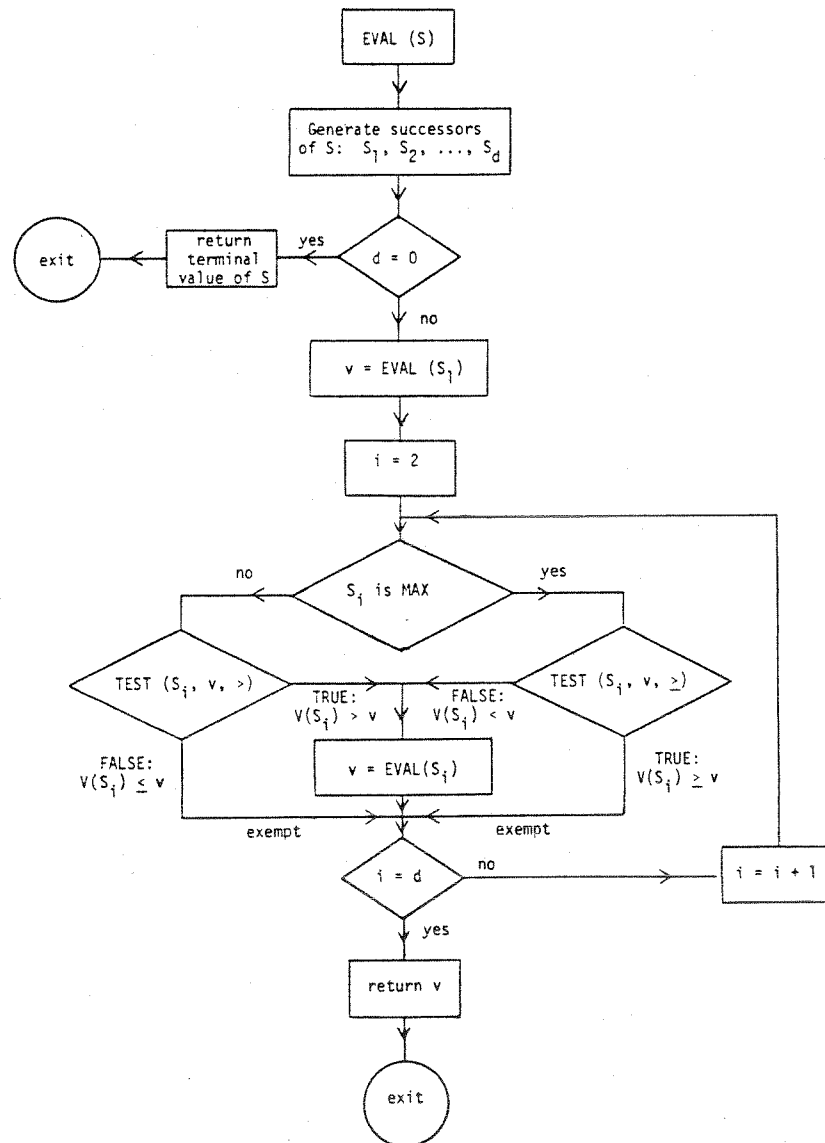 EVAL (S)
Generate successors
of S: S1, S2, ..., Sd
exit
return
terminal
value of S
yes
d = 0
no
v = EVAL (S1)
i = 2
no
Si is MAX
yes
TEST (Si, v, >)
TRUE:
V(Si) > v
FALSE:
V(Si) < v
TEST (Si, v, ≥)
FALSE:
V(Si) ≤ v
v = EVAL(Si)
TRUE:
V(Si) ≥ v
exempt
exempt
i = d
no
i = i + 1
yes
return v
exit